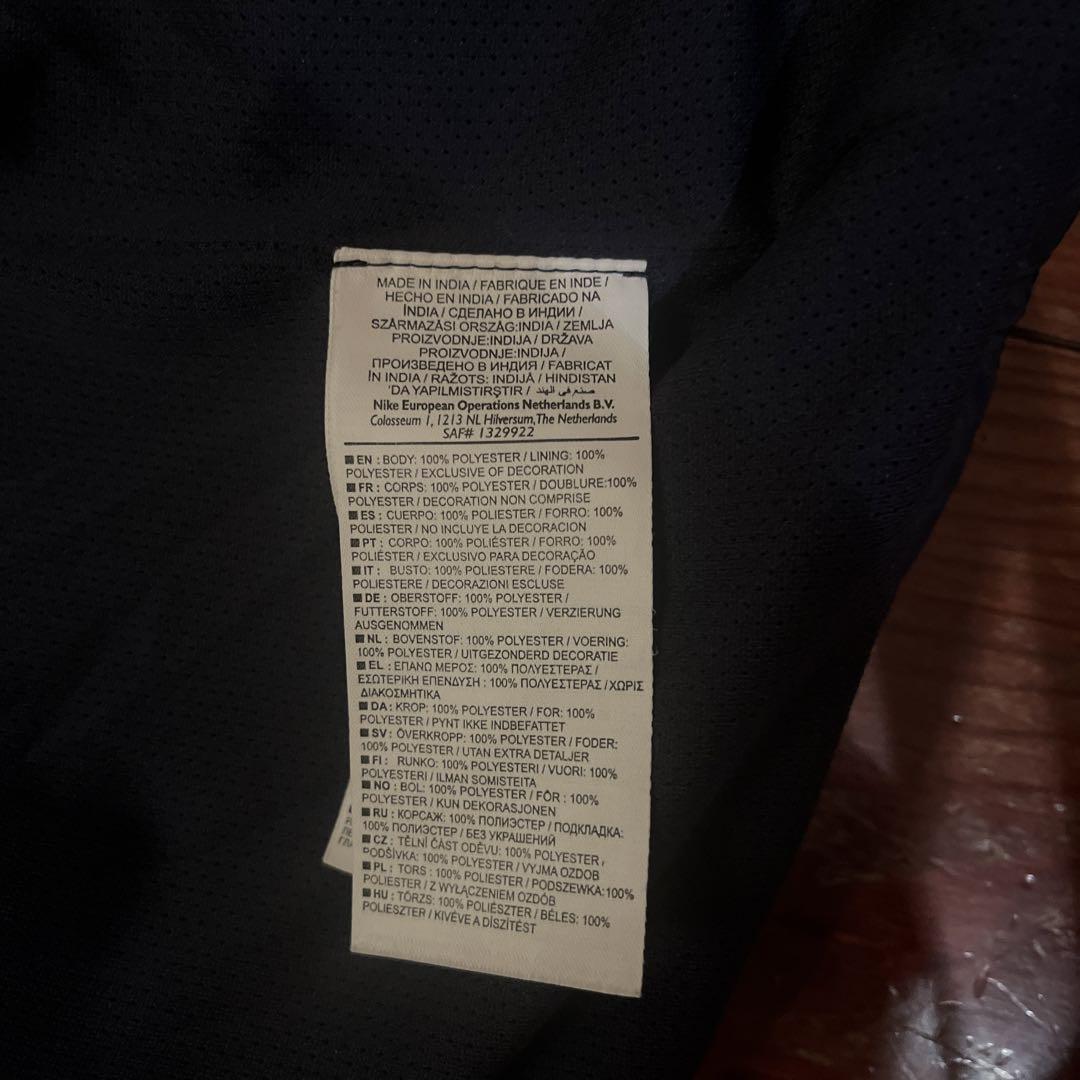 MADE IN INDIA / FABRIQUE EN INDE /
HECHO EN INDIA / FABRICADO NA
ÍNDIA / СДЕЛАНО В ИНДИИ /
SZÁRMAZÁSI ORSZÁG:INDIA / ZEMLJA
PROIZVODNJE:INDIJA / DRŽAVA
PROIZVODNJE:INDIJA /
ПРОИЗВЕДЕНО В ИНДИЯ / FABRICAT
ÎN INDIA / RAŽOTS: INDIJĀ / HINDISTAN
'DA YAPILMISTIRŞTIR / صنع في الهند
Nike European Operations Netherlands B.V.
Colosseum 1, 1213 NL Hilversum, The Netherlands
SAF# 1329922
EN : BODY: 100% POLYESTER / LINING: 100%
POLYESTER / EXCLUSIVE OF DECORATION
FR : CORPS: 100% POLYESTER / DOUBLURE:100%
POLYESTER / DECORATION NON COMPRISE
ES : CUERPO: 100% POLIESTER / FORRO: 100%
POLIESTER / NO INCLUYE LA DECORACION
PT : CORPO: 100% POLIÉSTER / FORRO: 100%
POLIÉSTER / EXCLUSIVO PARA DECORAÇÃO
IT : BUSTO: 100% POLIESTERE / FODERA: 100%
POLIESTERE / DECORAZIONI ESCLUSE
DE : OBERSTOFF: 100% POLYESTER /
FUTTERSTOFF: 100% POLYESTER / VERZIERUNG
AUSGENOMMEN
NL : BOVENSTOF: 100% POLYESTER / VOERING:
100% POLYESTER / UITGEZONDERD DECORATIE
EL : ΕΠΑΝΩ ΜΕΡΟΣ: 100% ΠΟΛΥΕΣΤΕΡΑΣ /
ΕΣΩΤΕΡΙΚΗ ΕΠΕΝΔΥΣΗ : 100% ΠΟΛΥΕΣΤΕΡΑΣ / ΧΩΡΙΣ
ΔΙΑΚΟΣΜΗΤΙΚΑ
DA : KROP: 100% POLYESTER / FOR: 100%
POLYESTER / PYNT IKKE INDBEFATTET
SV : ÖVERKROPP: 100% POLYESTER / FODER:
100% POLYESTER / UTAN EXTRA DETALJER
FI : RUNKO: 100% POLYESTERI / VUORI: 100%
POLYESTERI / ILMAN SOMISTEITA
NO : BOL: 100% POLYESTER / FÔR : 100%
POLYESTER / KUN DEKORASJONEN
RU : КОРСАЖ: 100% ПОЛИЭСТЕР / ПОДКЛАДКА:
100% ПОЛИЭСТЕР / БЕЗ УКРАШЕНИЙ
CZ : TĚLNÍ ČÁST ODĚVU: 100% POLYESTER ,
PODŠÍVKA: 100% POLYESTER / VYJMA OZDOB
PL : TORS : 100% POLIESTER / PODSZEWKA:100%
POLIESTER / Z WYŁĄCZENIEM OZDÓB
HU : TÖRZS: 100% POLIÉSZTER / BÉLES: 100%
POLIESZTER / KIVÉVE A DÍSZÍTÉST